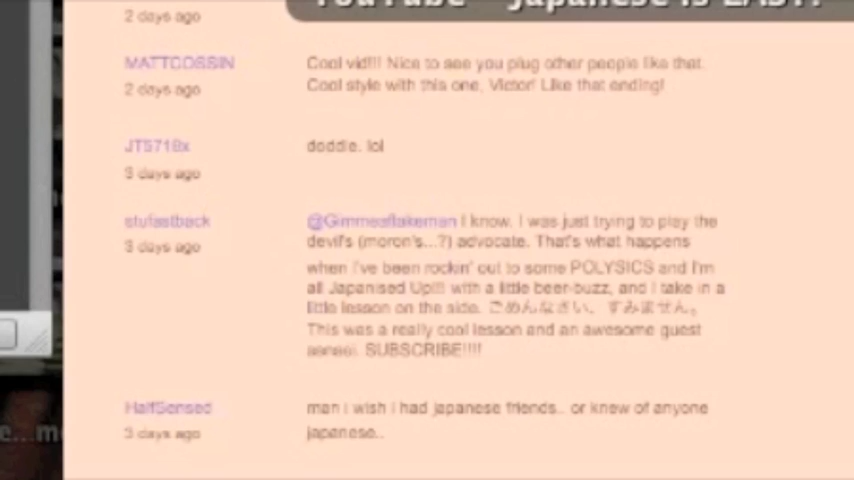 YouTube - Japanese is EASY!
2 days ago
MATTCOSSIN
Cool vid!!! Nice to see you plug other people like that.
2 days ago
Cool style with this one, Victor! Like that ending!
JTS718x
doddle. lol
3 days ago
stufastback
@Gimmeaflakeman I know. I was just trying to play the
3 days ago
devil's (moron's...?) advocate. That's what happens
when i've been rockin' out to some POLYSICS and I'm
all Japanised Up!!! with a little beer-buzz, and I take in a
little lesson on the side. ごめんなさい。すみません。
This was a really cool lesson and an awesome guest
sensei. SUBSCRIBE!!!!
HalfSensed
man i wish i had japanese friends.. or knew of anyone
3 days ago
japanese..